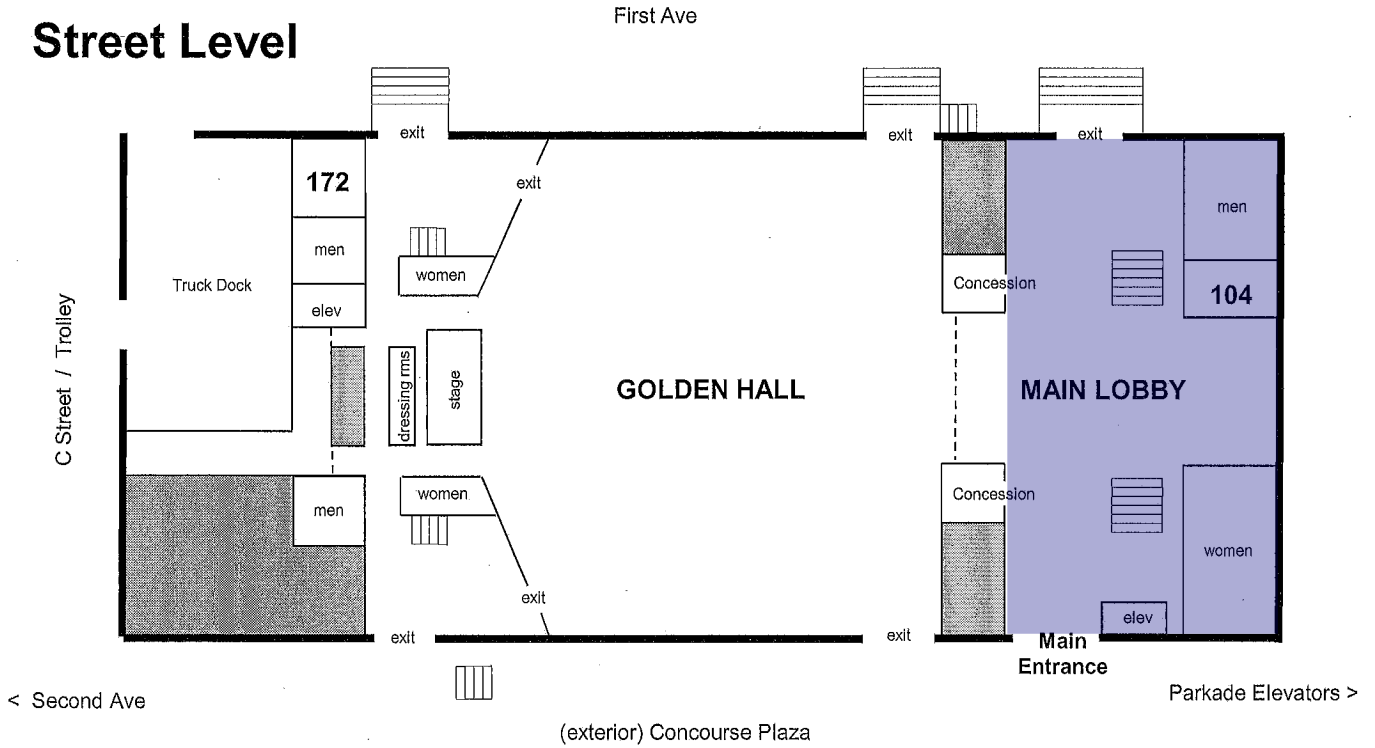 First Ave
Street Level
exit
exit
exit
172
exit
men
men
women
Truck Dock
Concession
104
elev
C Street / Trolley
dressing rms
stage
GOLDEN HALL
MAIN LOBBY
women
Concession
men
women
exit
elev
exit
exit
Main
Entrance
< Second Ave
Parkade Elevators >
(exterior) Concourse Plaza